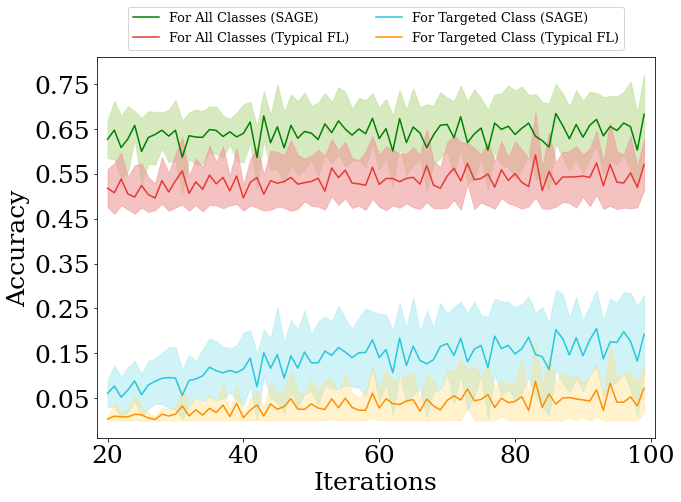 For All Classes (SAGE)
For All Classes (Typical FL)
For Targeted Class (SAGE)
For Targeted Class (Typical FL)
Accuracy
0.75
0.65
0.55
0.45
0.35
0.25
0.15
0.05
20 40 60 80 100
Iterations